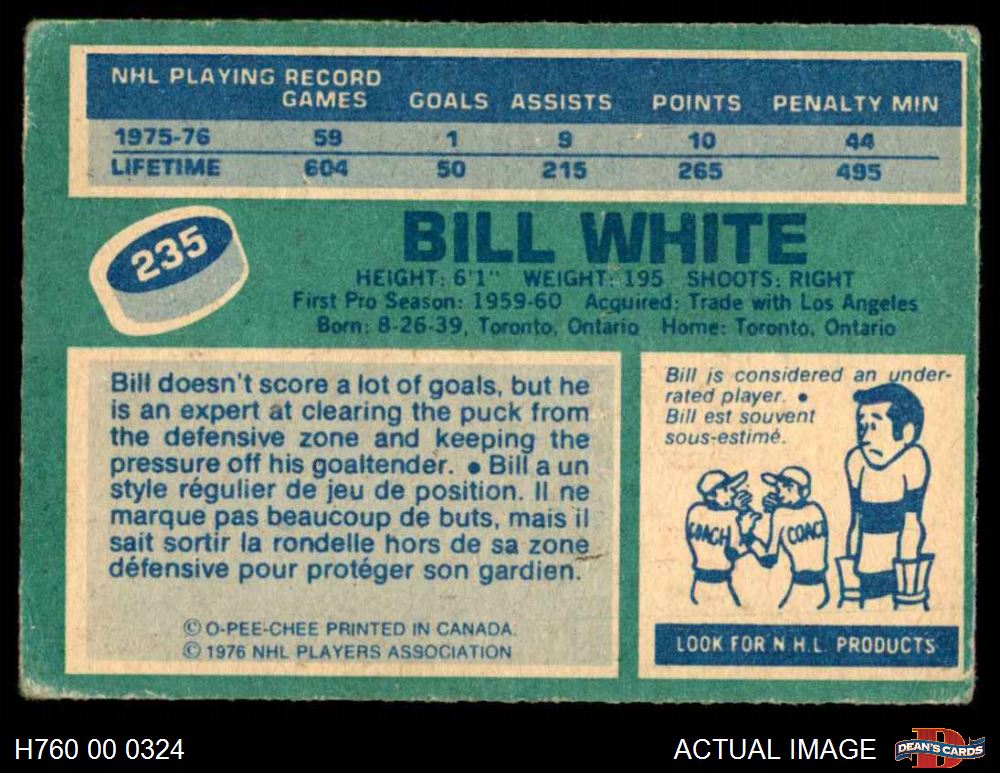 NHL PLAYING RECORD
GAMES GOALS ASSISTS POINTS PENALTY MIN
1975-76 59 1 9 10 44
LIFETIME 604 50 215 265 495
235
BILL WHITE
HEIGHT: 6'1" WEIGHT: 195 SHOOTS: RIGHT
First Pro Season: 1959-60 Acquired: Trade with Los Angeles
Born: 8-26-39, Toronto, Ontario Home: Toronto, Ontario
Bill doesn't score a lot of goals, but he
is an expert at clearing the puck from
the defensive zone and keeping the
pressure off his goaltender. ● Bill a un
style régulier de jeu de position. Il ne
marque pas beaucoup de buts, mais il
sait sortir la rondelle hors de sa zone
défensive pour protéger son gardien.
© O-PEE-CHEE PRINTED IN CANADA.
© 1976 NHL PLAYERS ASSOCIATION
Bill is considered an under-
rated player. ●
Bill est souvent
sous-estimé.
COACH COACH
LOOK FOR N.H.L. PRODUCTS
H760 00 0324 ACTUAL IMAGE
DEAN'S CARDS